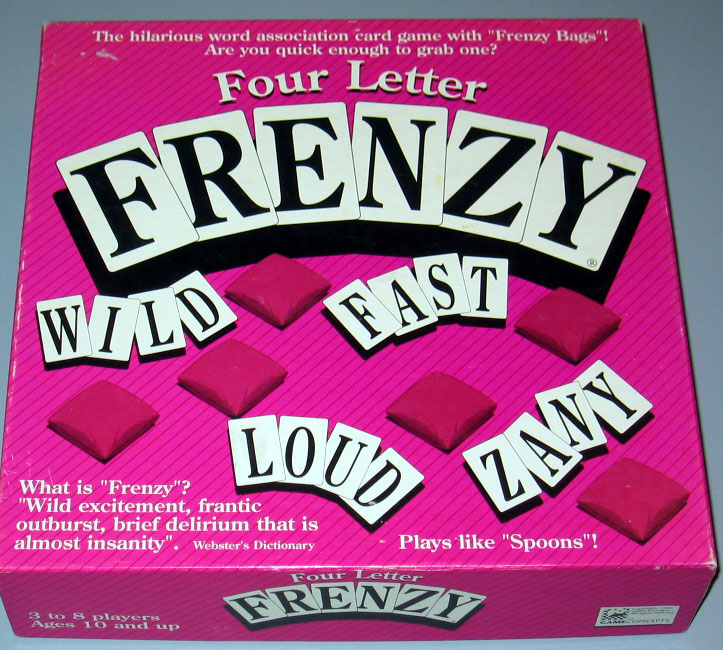 The hilarious word association card game with "Frenzy Bags"!
Are you quick enough to grab one?
Four Letter
FRENZY
®
WILD
FAST
LOUD
ZANY
What is "Frenzy"?
"Wild excitement, frantic
outburst, brief delirium that is
almost insanity". Webster's Dictionary
Plays like "Spoons"!
Four Letter
FRENZY
3 to 8 players
Ages 10 and up
GAMECONCEPTS